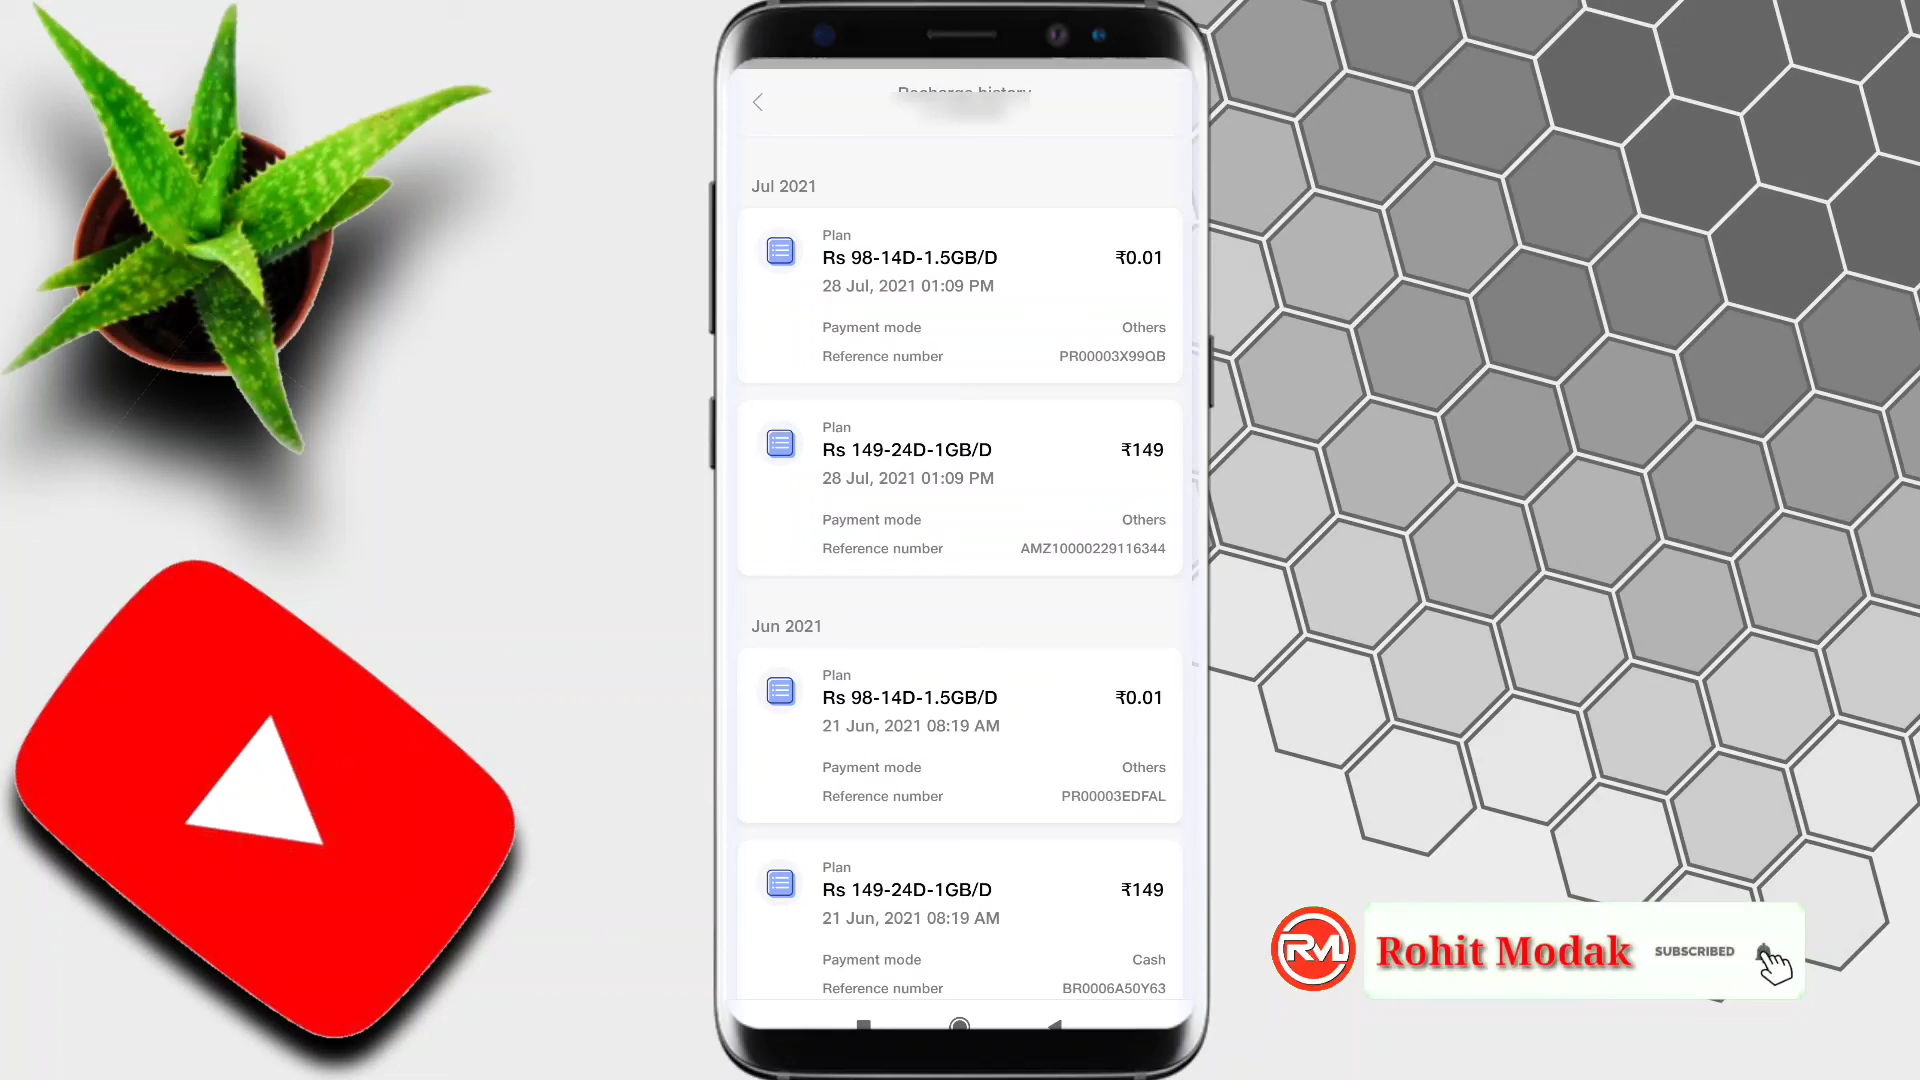 Recharge history
Jul 2021
Plan
Rs 98-14D-1.5GB/D ₹0.01
28 Jul, 2021 01:09 PM
Payment mode Others
Reference number PR00003X99QB
Plan
Rs 149-24D-1GB/D ₹149
28 Jul, 2021 01:09 PM
Payment mode Others
Reference number AMZ10000229116344
Jun 2021
Plan
Rs 98-14D-1.5GB/D ₹0.01
21 Jun, 2021 08:19 AM
Payment mode Others
Reference number PR00003EDFAL
Plan
Rs 149-24D-1GB/D ₹149
21 Jun, 2021 08:19 AM
Payment mode Cash
Reference number BR0006A50Y63
RM Rohit Modak SUBSCRIBED